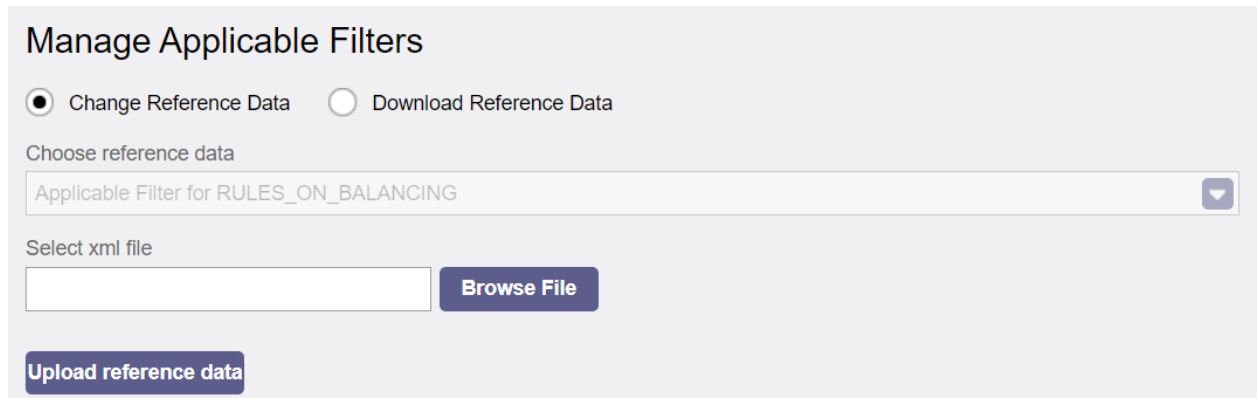 Manage Applicable Filters
Change Reference Data Download Reference Data
Choose reference data
Applicable Filter for RULES_ON_BALANCING
Select xml file
Browse File
Upload reference data